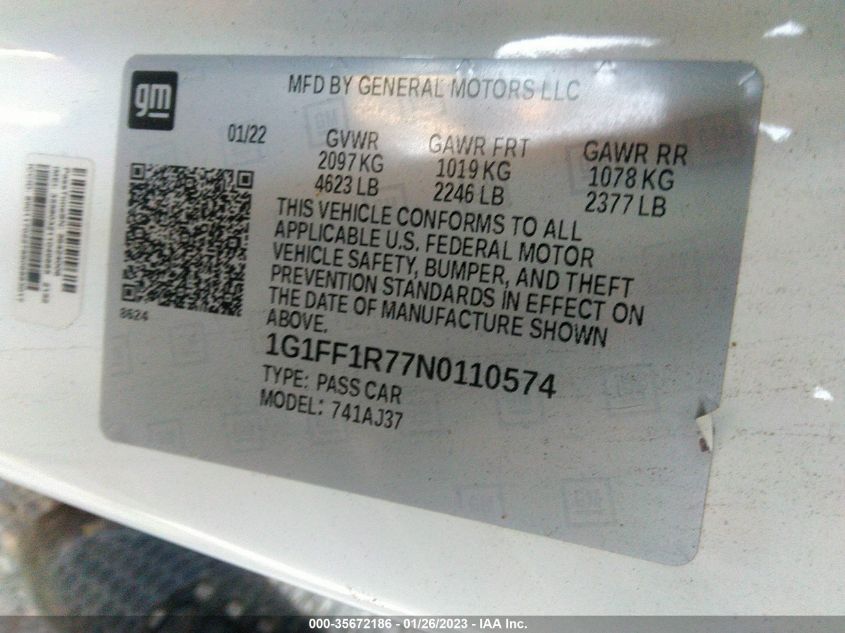 gm
MFD BY GENERAL MOTORS LLC
01/22
GVWR
2097 KG
4623 LB
GAWR FRT
1019 KG
2246 LB
GAWR RR
1078 KG
2377 LB
THIS VEHICLE CONFORMS TO ALL
APPLICABLE U.S. FEDERAL MOTOR
VEHICLE SAFETY, BUMPER, AND THEFT
PREVENTION STANDARDS IN EFFECT ON
THE DATE OF MANUFACTURE SHOWN
ABOVE.
8624
1G1FF1R77N0110574
TYPE: PASS CAR
MODEL: 741AJ37
000-35672186 - 01/26/2023 - IAA Inc.